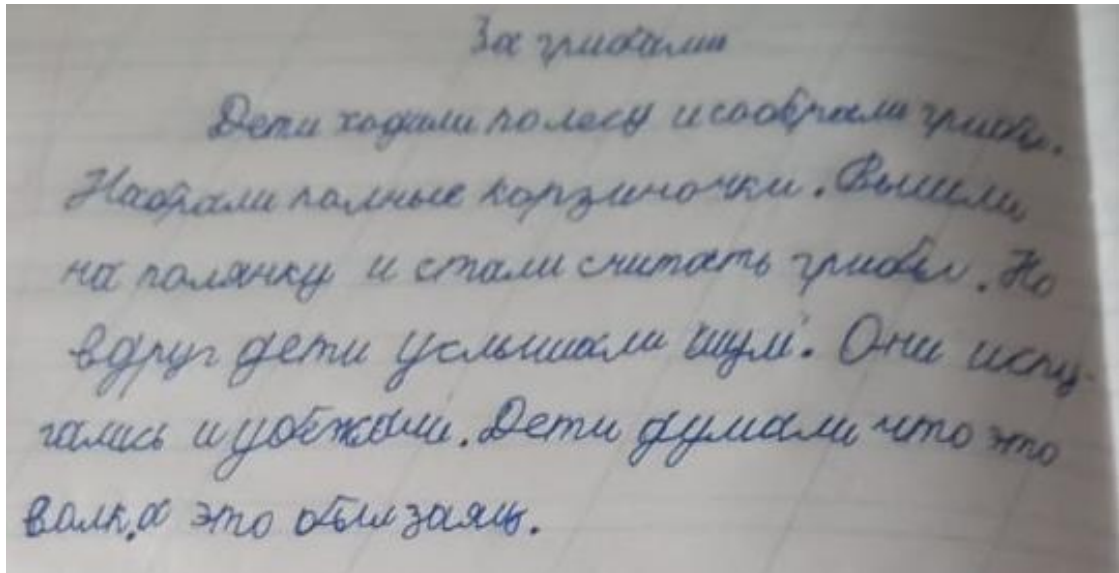 За грибами
Дети ходили по лесу и собирали грибы.
Набрали полные корзиночки. Вышли
на полянку и стали считать грибы. Но
вдруг дети услышали шум. Они испу-
гались и убежали. Дети думали что это
волк, а это был заяц.